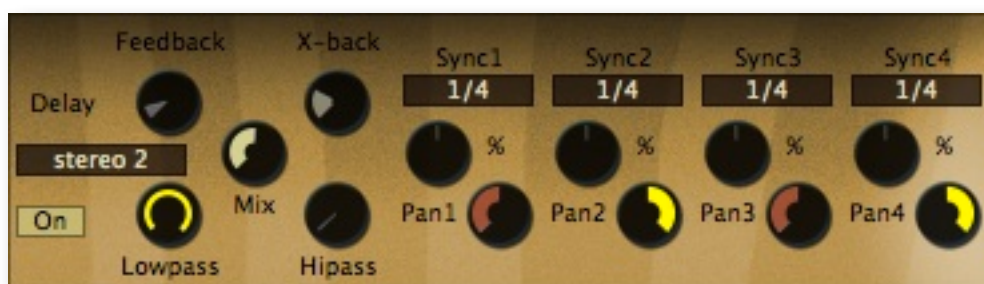 Feedback X-back
Sync1 Sync2 Sync3 Sync4
Delay 1/4 1/4 1/4 1/4
stereo 2 % % % %
On Mix Pan1 Pan2 Pan3 Pan4
Lowpass Hipass